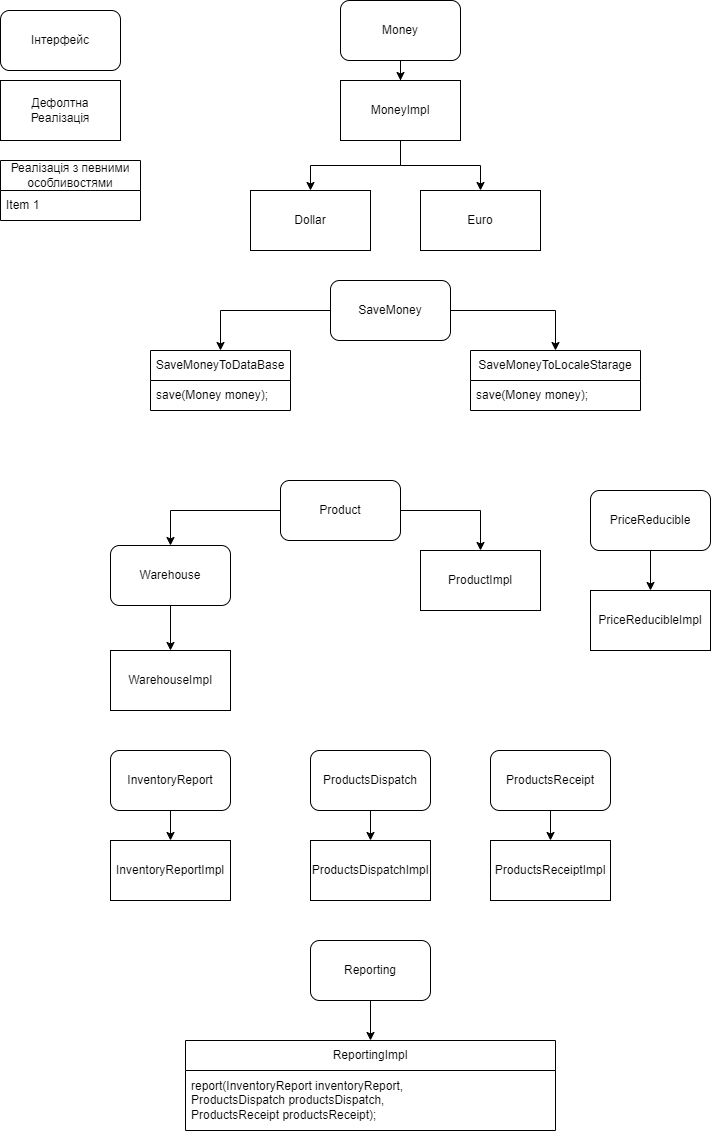 Інтерфейс
Дефолтна
Реалізація
Реалізація з певними
особливостями
Item 1
Money
MoneyImpl
Dollar
Euro
SaveMoney
SaveMoneyToDataBase
save(Money money);
SaveMoneyToLocaleStarage
save(Money money);
Product
Warehouse
ProductImpl
WarehouseImpl
PriceReducible
PriceReducibleImpl
InventoryReport
ProductsDispatch
ProductsReceipt
InventoryReportImpl
ProductsDispatchImpl
ProductsReceiptImpl
Reporting
ReportingImpl
report(InventoryReport inventoryReport,
ProductsDispatch productsDispatch,
ProductsReceipt productsReceipt);